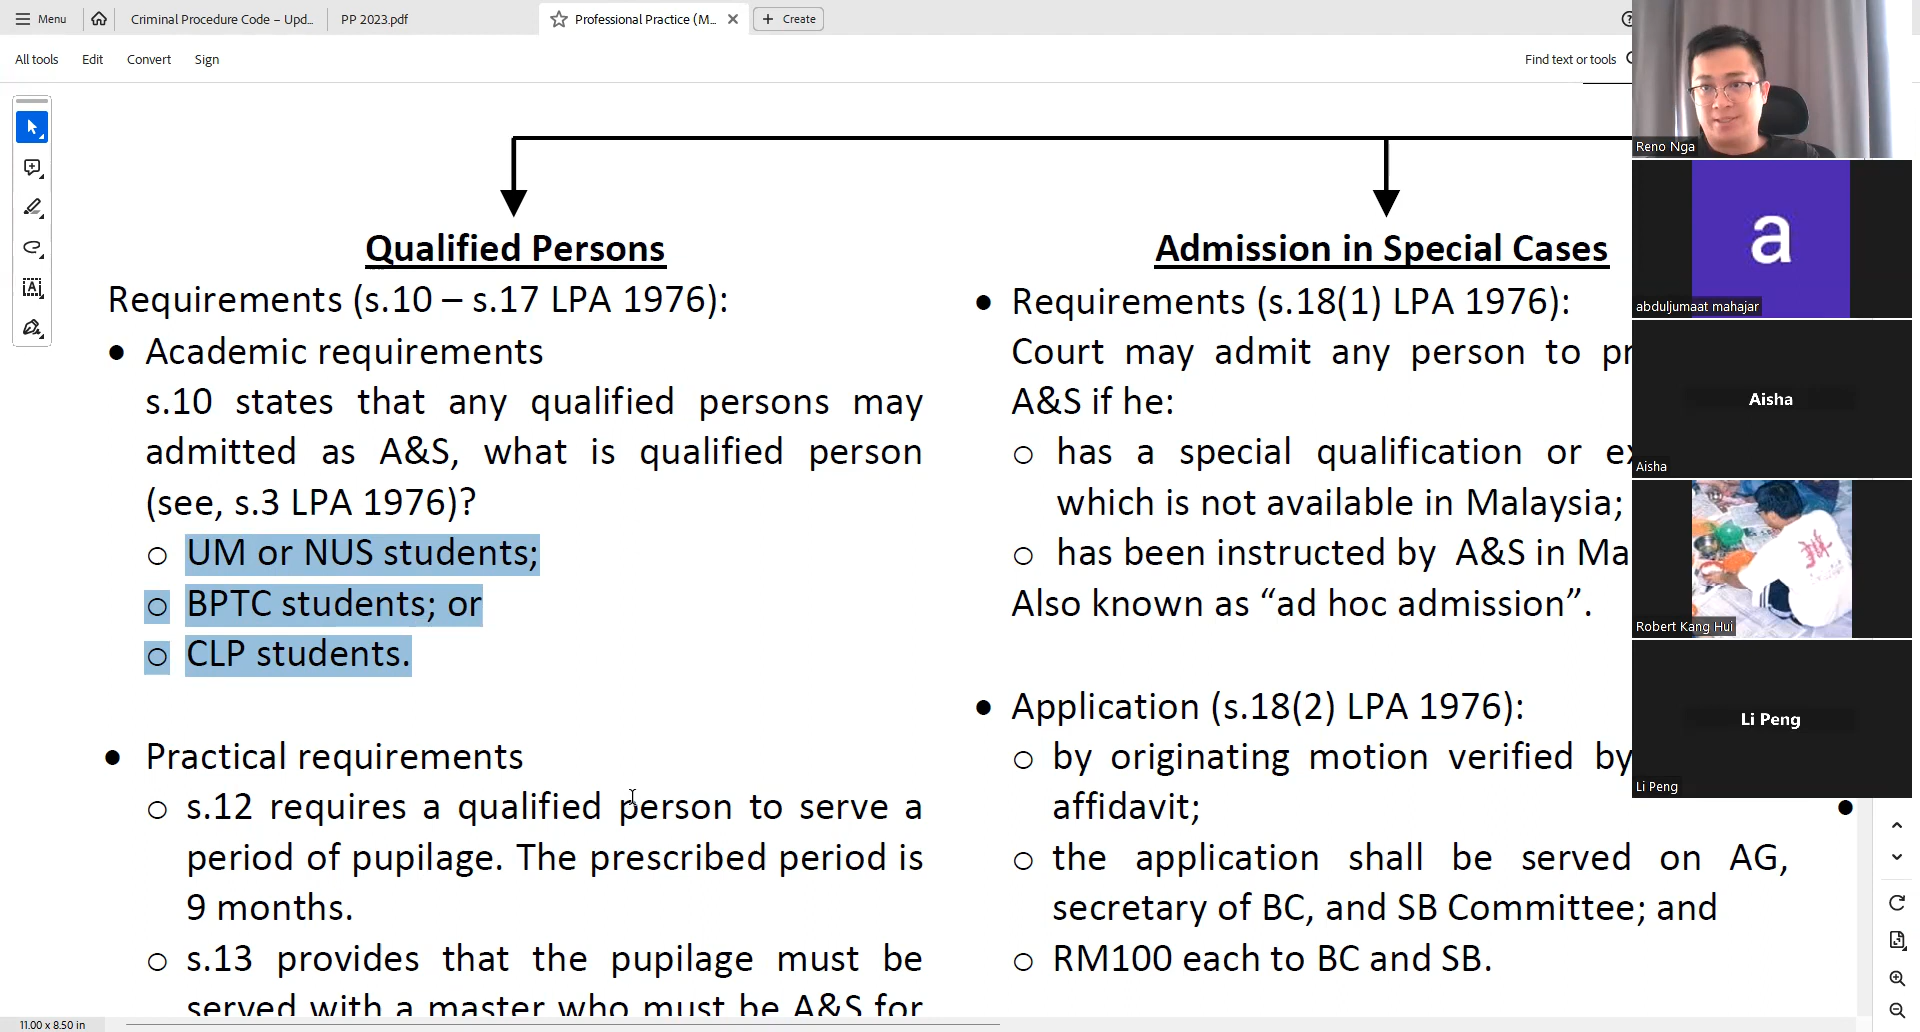 Menu
Criminal Procedure Code – Upd...
PP 2023.pdf
Professional Practice (M...
Create
All tools
Edit
Convert
Sign
Find text or tools
Qualified Persons
Requirements (s.10 – s.17 LPA 1976):
● Academic requirements
s.10 states that any qualified persons may
admitted as A&S, what is qualified person
(see, s.3 LPA 1976)?
○ UM or NUS students;
○ BPTC students; or
○ CLP students.
● Practical requirements
○ s.12 requires a qualified person to serve a
period of pupilage. The prescribed period is
9 months.
○ s.13 provides that the pupilage must be
served with a master who must be A&S for
Admission in Special Cases
● Requirements (s.18(1) LPA 1976):
Court may admit any person to
A&S if he:
○ has a special qualification or
which is not available in Malaysia;
○ has been instructed by A&S in
Also known as “ad hoc admission”.
● Application (s.18(2) LPA 1976):
○ by originating motion verified by
affidavit;
○ the application shall be served on AG,
secretary of BC, and SB Committee; and
○ RM100 each to BC and SB.
Reno Nga
a
abduljumaat mahajar
Aisha
Aisha
Robert Kang Hui
Li Peng
Li Peng
11.00 x 8.50 in